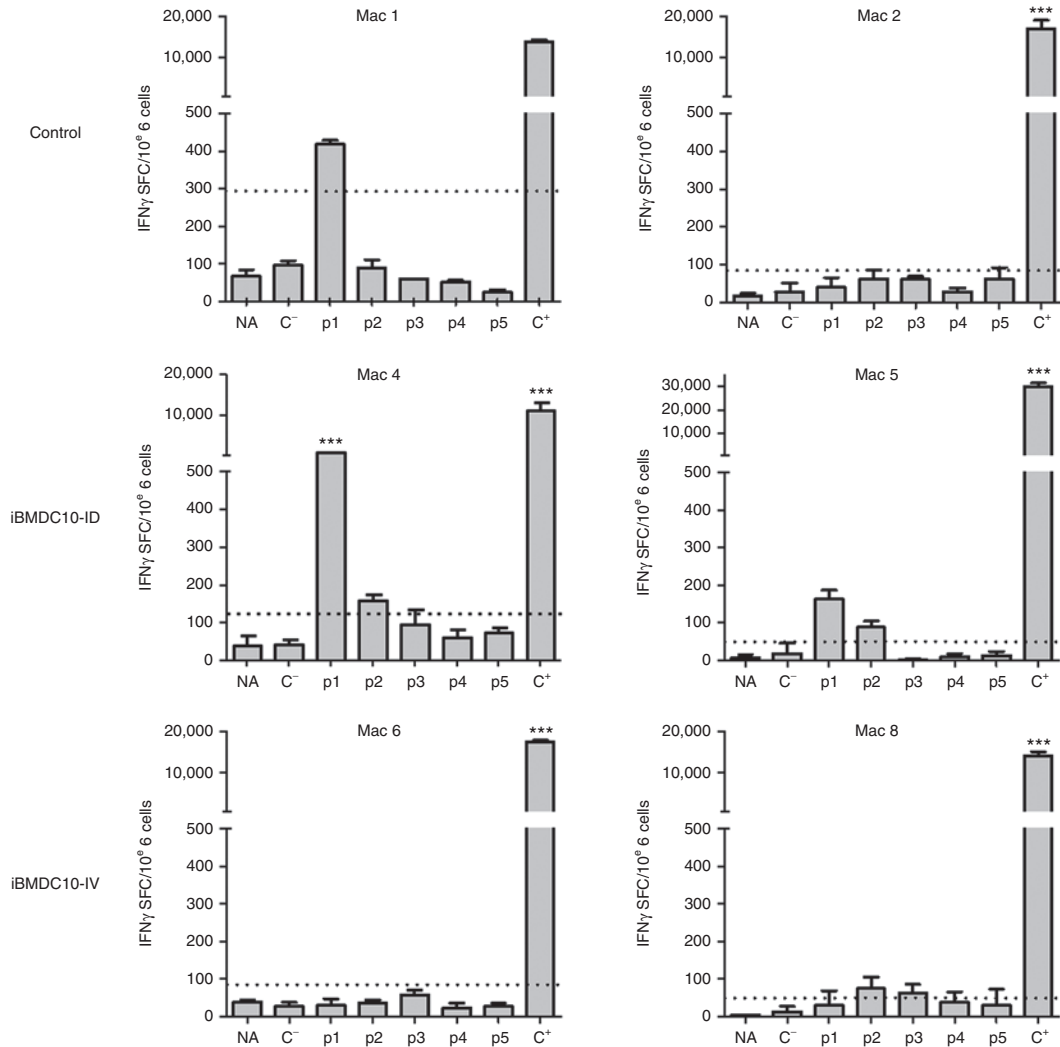 Control
Mac 1
IFNγ SFC/10ᵉ 6 cells
20,000
10,000
500
400
300
200
100
0
NA C⁻ p1 p2 p3 p4 p5 C⁺
Mac 2
***
IFNγ SFC/10ᵉ 6 cells
20,000
10,000
500
400
300
200
100
0
NA C⁻ p1 p2 p3 p4 p5 C⁺
iBMDC10-ID
Mac 4
*** ***
IFNγ SFC/10ᵉ 6 cells
20,000
10,000
500
400
300
200
100
0
NA C⁻ p1 p2 p3 p4 p5 C⁺
Mac 5
***
IFNγ SFC/10ᵉ 6 cells
30,000
20,000
10,000
500
400
300
200
100
0
NA C⁻ p1 p2 p3 p4 p5 C⁺
iBMDC10-IV
Mac 6
***
IFNγ SFC/10ᵉ 6 cells
20,000
10,000
500
400
300
200
100
0
NA C⁻ p1 p2 p3 p4 p5 C⁺
Mac 8
***
IFNγ SFC/10ᵉ 6 cells
20,000
10,000
500
400
300
200
100
0
NA C⁻ p1 p2 p3 p4 p5 C⁺